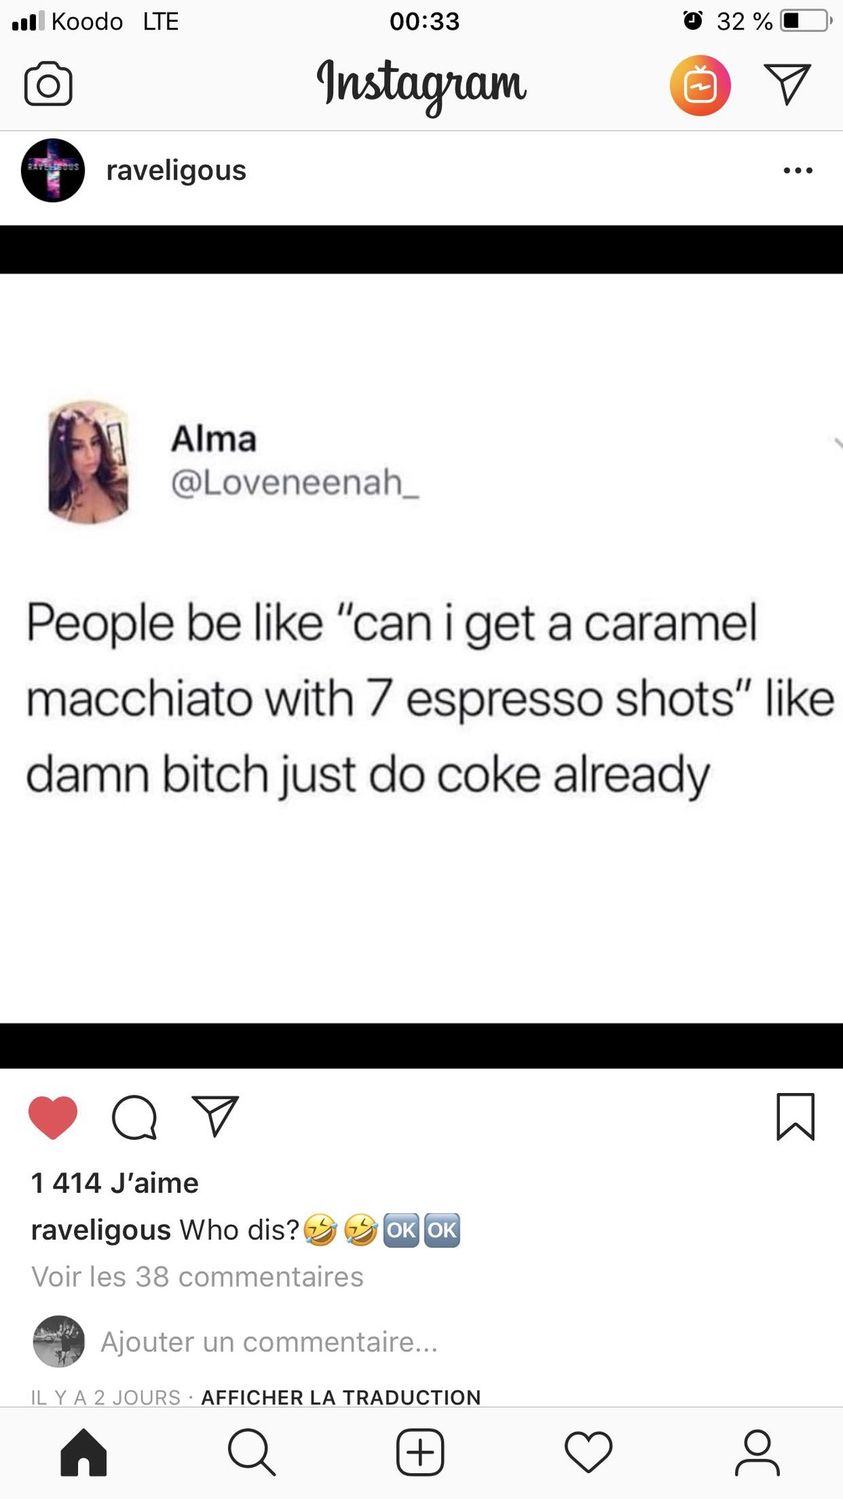 Koodo LTE 00:33 32 %
Instagram
RAVELIGIOUS
raveligous
Alma
@Loveneenah_
People be like "can i get a caramel
macchiato with 7 espresso shots" like
damn bitch just do coke already
1 414 J'aime
raveligous Who dis?🤣🤣🆗🆗
Voir les 38 commentaires
Ajouter un commentaire...
IL Y A 2 JOURS · AFFICHER LA TRADUCTION